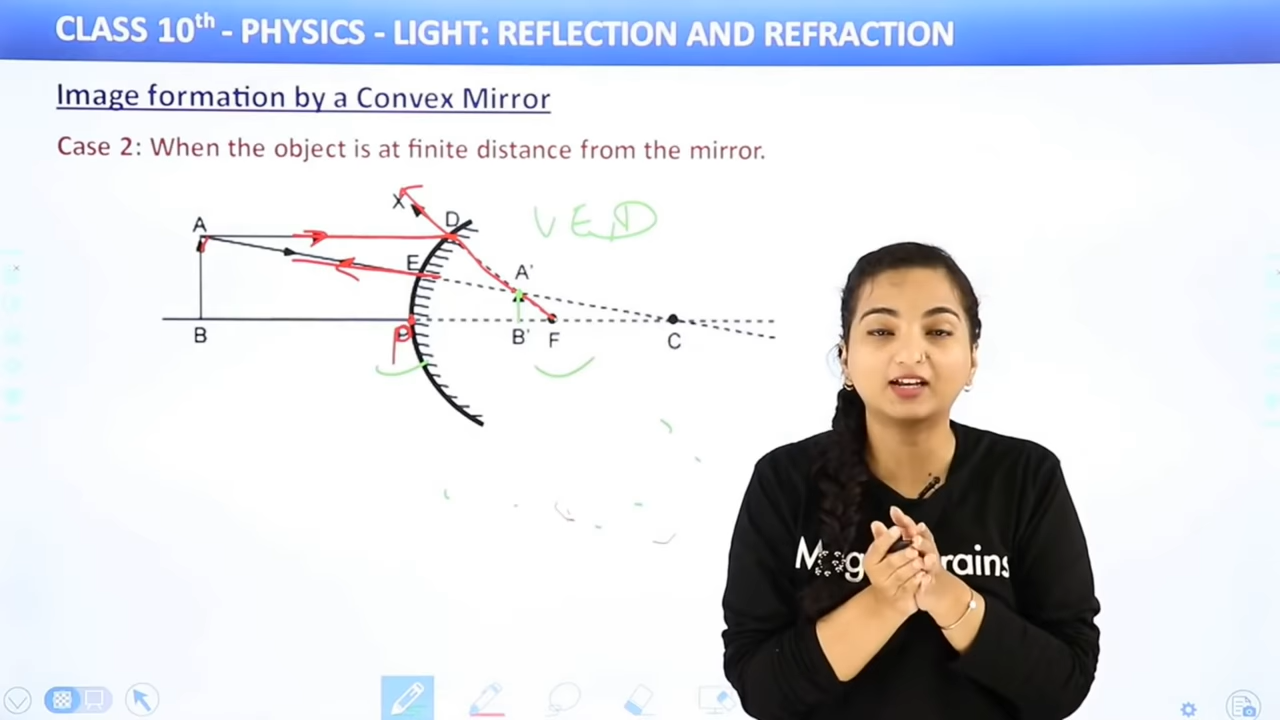 CLASS 10th - PHYSICS - LIGHT: REFLECTION AND REFRACTION
Image formation by a Convex Mirror
Case 2: When the object is at finite distance from the mirror.
X
D
A
E
A'
P
B
B'
F
C